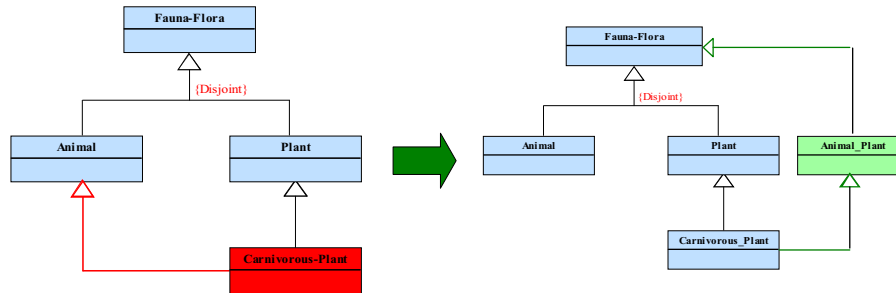 Fauna-Flora
{Disjoint}
Animal
Plant
Carnivorous-Plant
Fauna-Flora
{Disjoint}
Animal
Plant
Animal_Plant
Carnivorous_Plant